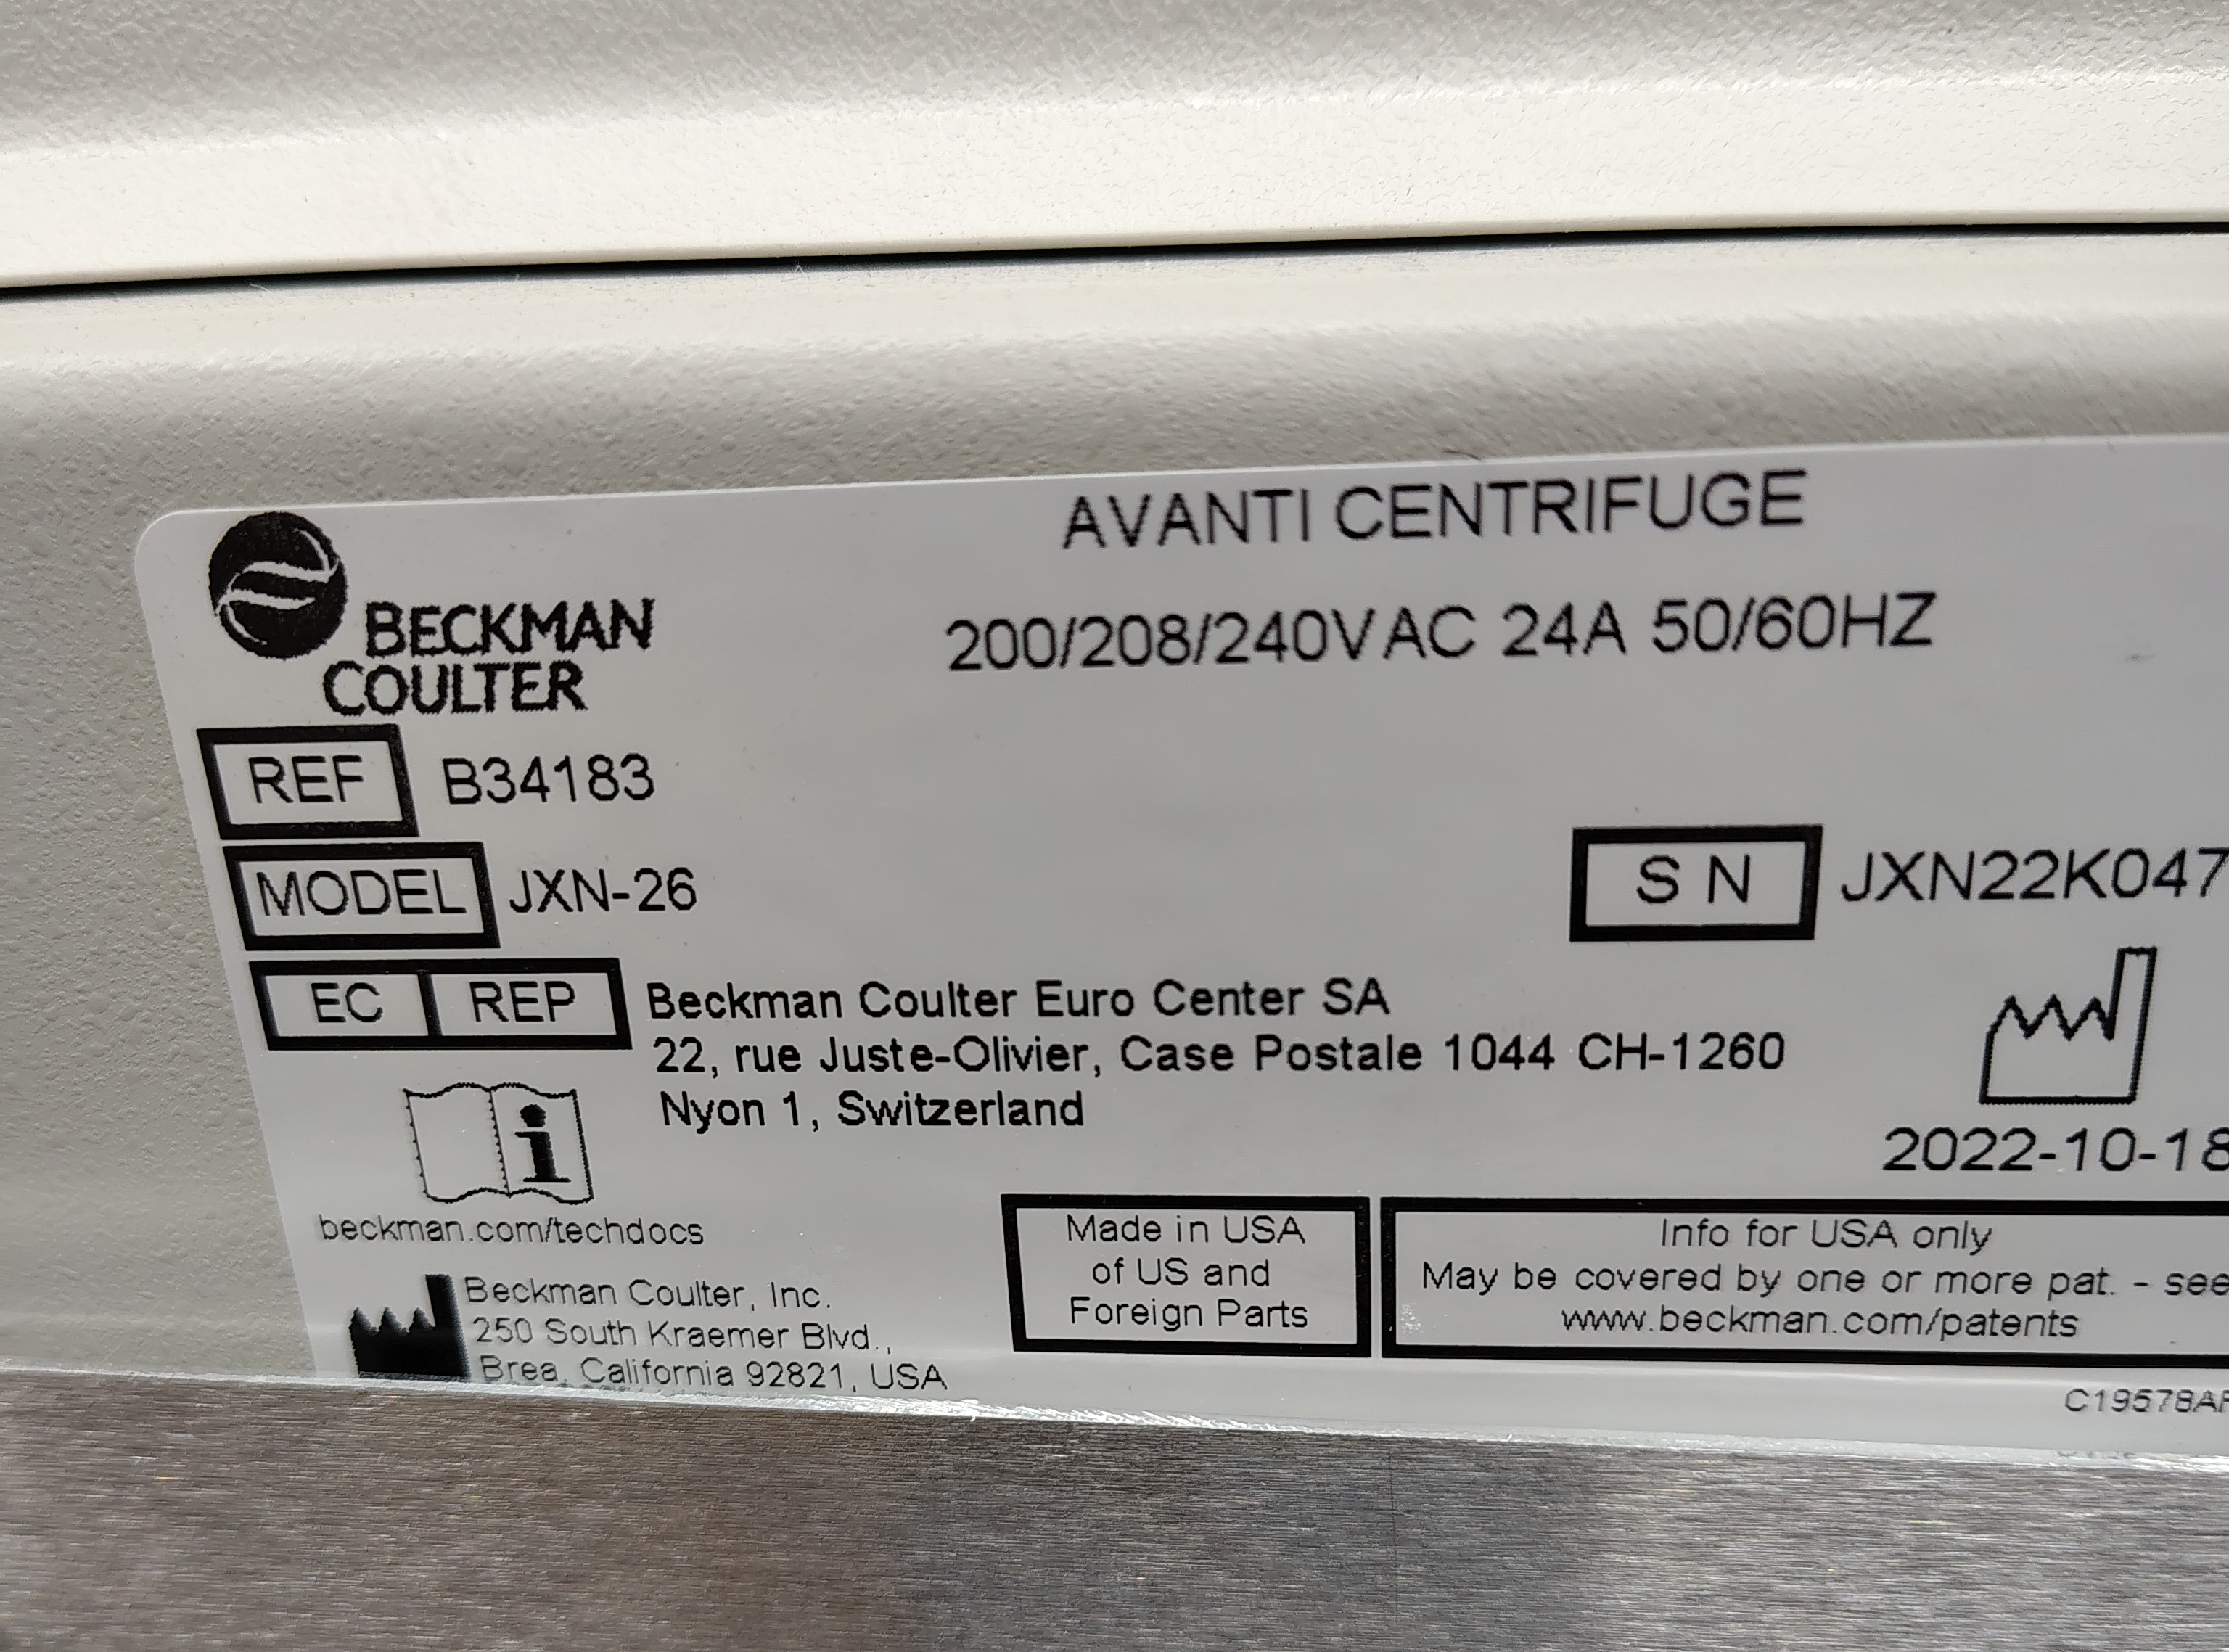 AVANTI CENTRIFUGE
200/208/240VAC 24A 50/60HZ
BECKMAN
COULTER
REF B34183
MODEL JXN-26
SN JXN22K047
EC REP Beckman Coulter Euro Center SA
22, rue Juste-Olivier, Case Postale 1044 CH-1260
Nyon 1, Switzerland
i
2022-10-18
beckman.com/techdocs
Beckman Coulter, Inc.
250 South Kraemer Blvd.,
Brea, California 92821, USA
Made in USA
of US and
Foreign Parts
Info for USA only
May be covered by one or more pat. - see
www.beckman.com/patents